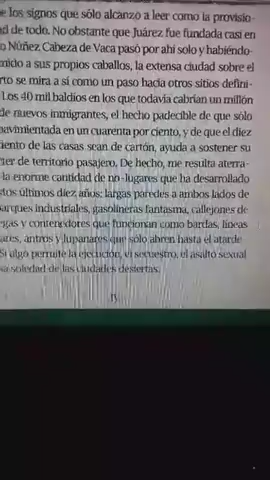 e los signos que sólo alcanzo a leer como la provisio-
d de todo. No obstante que Juárez fue fundada casi en
o Núñez Cabeza de Vaca pasó por ahí solo y habiéndo-
mido a sus propios caballos, la extensa ciudad sobre el
rto se mira a sí como un paso hacia otros sitios defini-
Los 40 mil baldíos en los que todavía cabrían un millón
de nuevos inmigrantes, el hecho padecible de que sólo
pavimentada en un cuarenta por ciento, y de que el diez
iento de las casas sean de cartón, ayuda a sostener su
ter de territorio pasajero. De hecho, me resulta aterra-
la enorme cantidad de no-lugares que ha desarrollado
stos últimos diez años: largas paredes a ambos lados de
arques industriales, gasolineras fantasma, callejones de
egas y contenedores que funcionan como bardas, líneas
ares, antros y lupanares que sólo abren hasta el atarde
Si algo permite la ejecución, el secuestro, el asalto sexual
sa soledad de las ciudades desiertas.